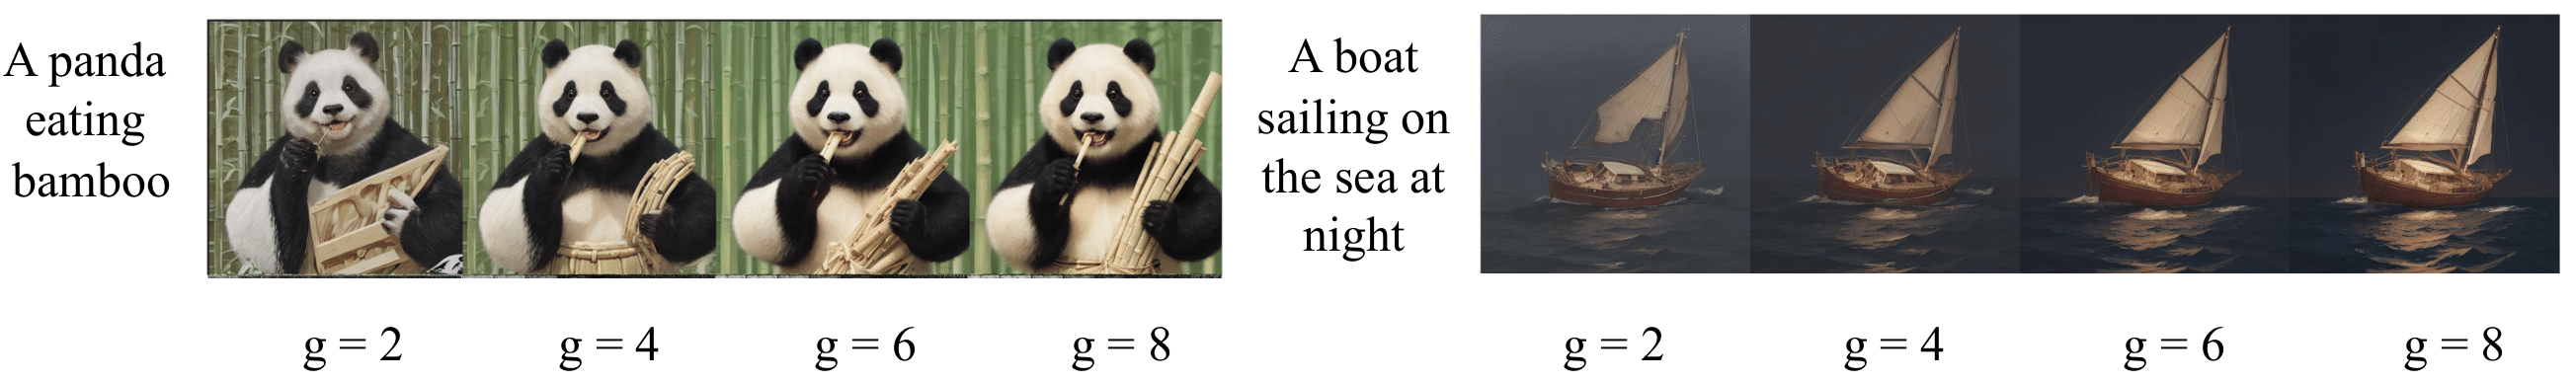 A panda
eating
bamboo
A boat
sailing on
the sea at
night
g = 2
g = 4
g = 6
g = 8
g = 2
g = 4
g = 6
g = 8